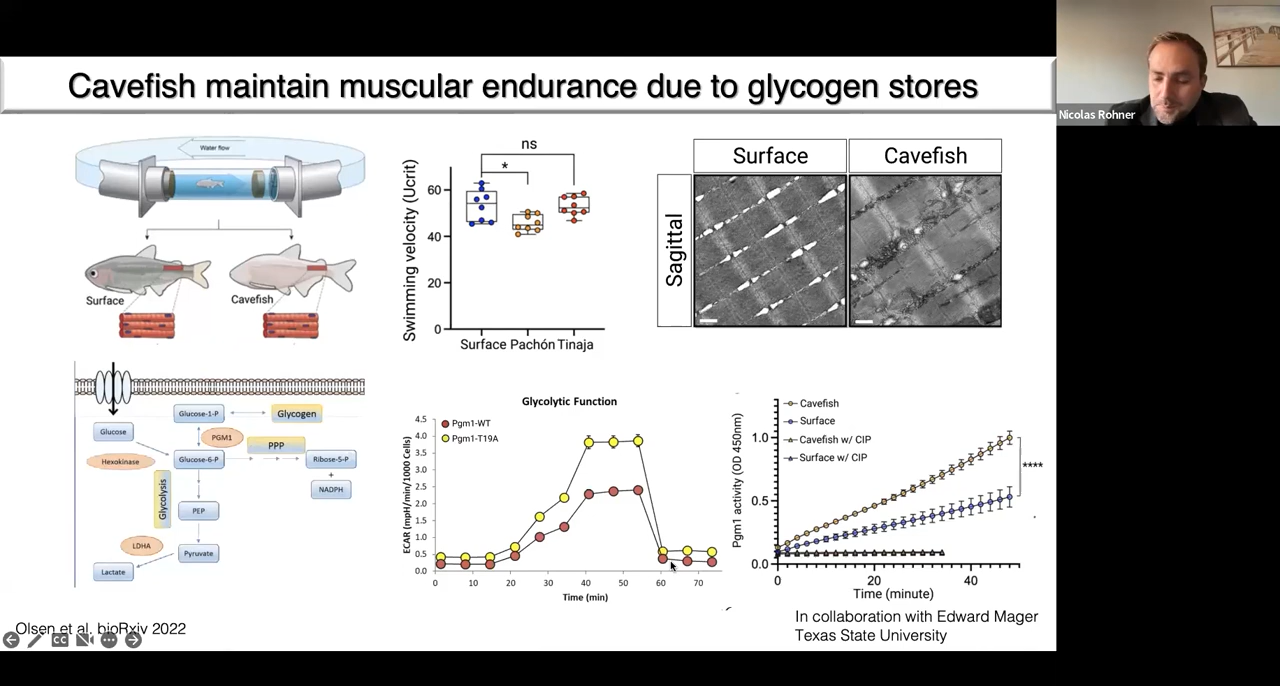 Cavefish maintain muscular endurance due to glycogen stores
Nicolas Rohner
Water flow
Surface
Cavefish
Swimming velocity (Ucrit)
60
40
20
0
*
ns
Surface Pachón Tinaja
Surface
Cavefish
Sagittal
Glucose-1-P
Glycogen
Glucose
PGM1
PPP
Hexokinase
Glucose-6-P
Ribose-5-P
+
NADPH
Glycolysis
PEP
LDHA
Pyruvate
Lactate
Glycolytic Function
Pgm1-WT
Pgm1-T19A
ECAR (mpH/min/1000 Cells)
4.5
4.0
3.5
3.0
2.5
2.0
1.5
1.0
0.5
0.0
0 10 20 30 40 50 60 70
Time (min)
Cavefish
Surface
Cavefish w/ CIP
Surface w/ CIP
Pgm1 activity (OD 450nm)
1.0
0.5
0.0
****
0 20 40
Time (minute)
Olsen et al. bioRxiv 2022
CC
In collaboration with Edward Mager
Texas State University